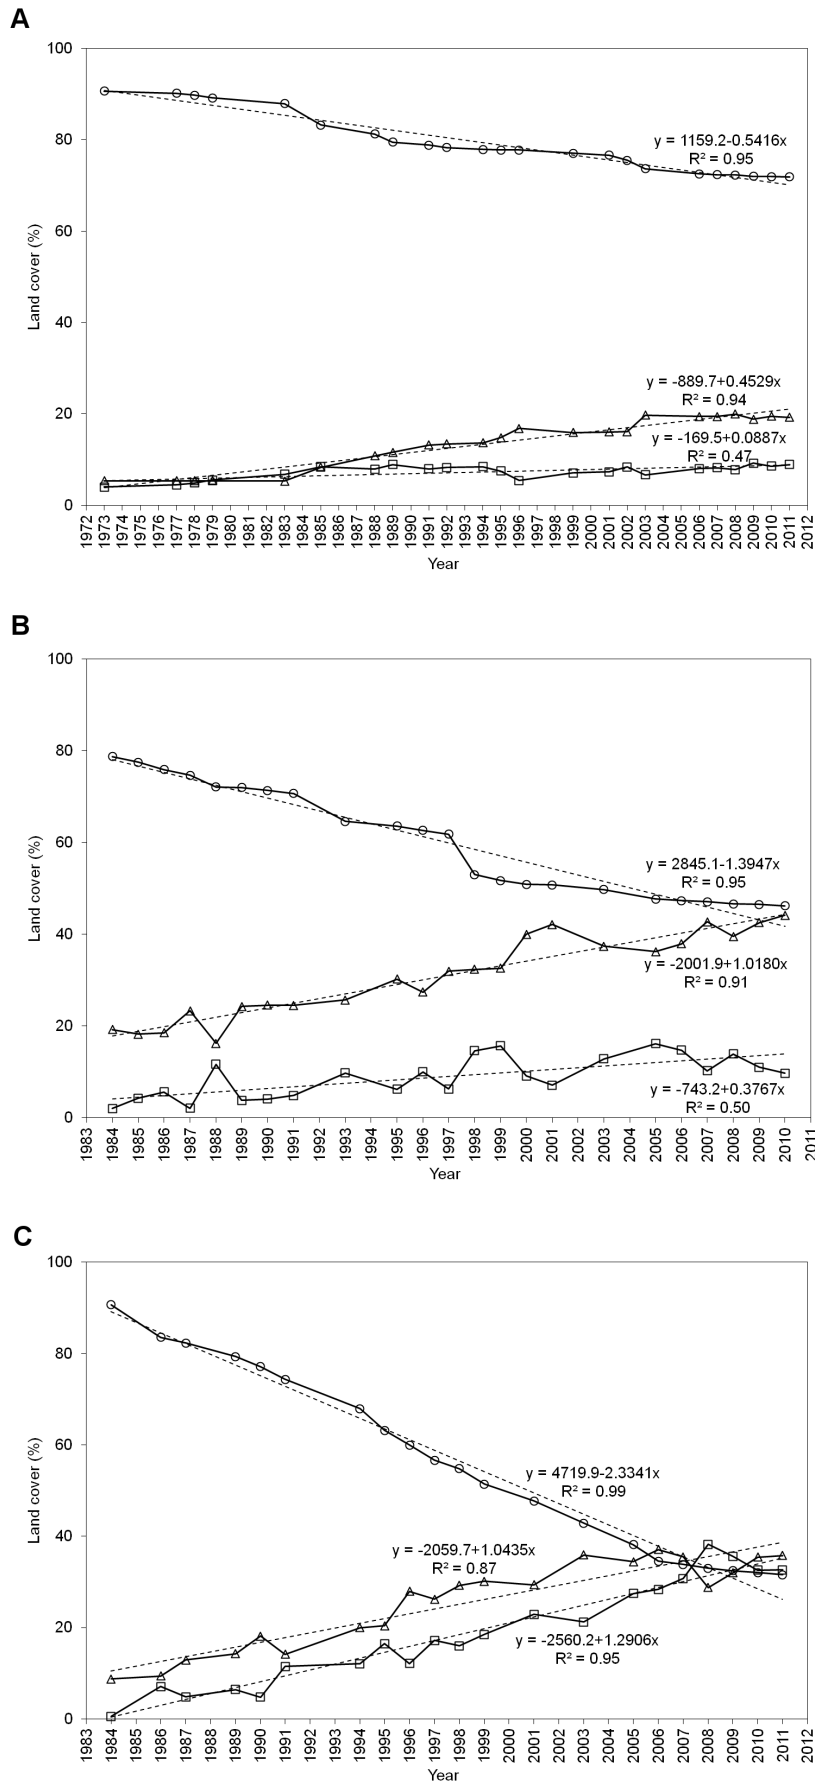 A
100
80
60
40
20
0
Land cover (%)
y = 1159.2-0.5416x
R² = 0.95
y = -889.7+0.4529x
R² = 0.94
y = -169.5+0.0887x
R² = 0.47
1972 1973 1974 1975 1976 1977 1978 1979 1980 1981 1982 1983 1984 1985 1986 1987 1988 1989 1990 1991 1992 1993 1994 1995 1996 1997 1998 1999 2000 2001 2002 2003 2004 2005 2006 2007 2008 2009 2010 2011 2012
Year
B
100
80
60
40
20
0
Land cover (%)
y = 2845.1-1.3947x
R² = 0.95
y = -2001.9+1.0180x
R² = 0.91
y = -743.2+0.3767x
R² = 0.50
1983 1984 1985 1986 1987 1988 1989 1990 1991 1992 1993 1994 1995 1996 1997 1998 1999 2000 2001 2002 2003 2004 2005 2006 2007 2008 2009 2010 2011
Year
C
100
80
60
40
20
0
Land cover (%)
y = 4719.9-2.3341x
R² = 0.99
y = -2059.7+1.0435x
R² = 0.87
y = -2560.2+1.2906x
R² = 0.95
1983 1984 1985 1986 1987 1988 1989 1990 1991 1992 1993 1994 1995 1996 1997 1998 1999 2000 2001 2002 2003 2004 2005 2006 2007 2008 2009 2010 2011 2012
Year